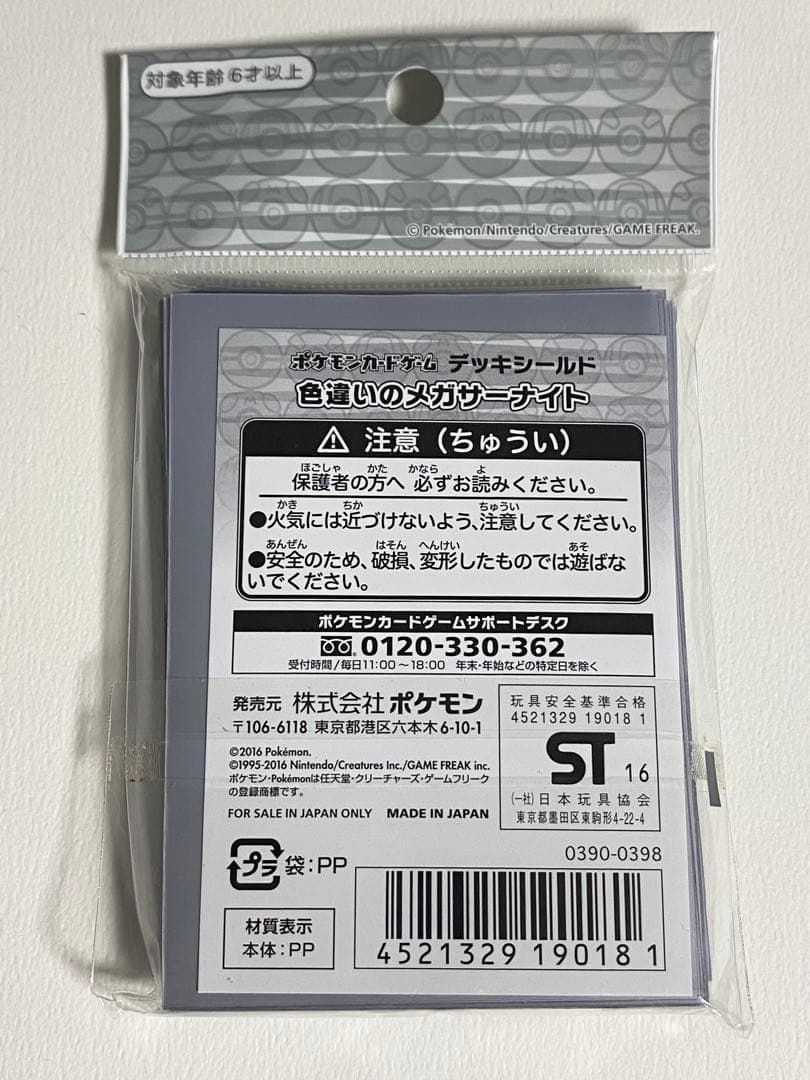 対象年齢6才以上
© Pokémon/Nintendo/Creatures/GAME FREAK.
ポケモンカードゲーム デッキシールド
色違いのメガサーナイト
⚠ 注意（ちゅうい）
ほごしゃ かた かなら よ
保護者の方へ 必ずお読みください。
かき ちか ちゅうい
●火気には近づけないよう、注意してください。
あんぜん はそん へんけい あそ
●安全のため、破損、変形したものでは遊ばな
いでください。
ポケモンカードゲームサポートデスク
0120-330-362
受付時間/毎日11:00～18:00 年末・年始などの特定日を除く
発売元 株式会社ポケモン
〒106-6118 東京都港区六本木6-10-1
©2016 Pokémon.
©1995-2016 Nintendo/Creatures Inc./GAME FREAK inc.
ポケモン・Pokémonは任天堂・クリーチャーズ・ゲームフリーク
の登録商標です。
FOR SALE IN JAPAN ONLY MADE IN JAPAN
玩具安全基準合格
4521329 19018 1
ST 16
(一社)日本玩具協会
東京都墨田区東駒形4-22-4
プラ 袋:PP
0390-0398
材質表示
本体:PP
4521329 190181